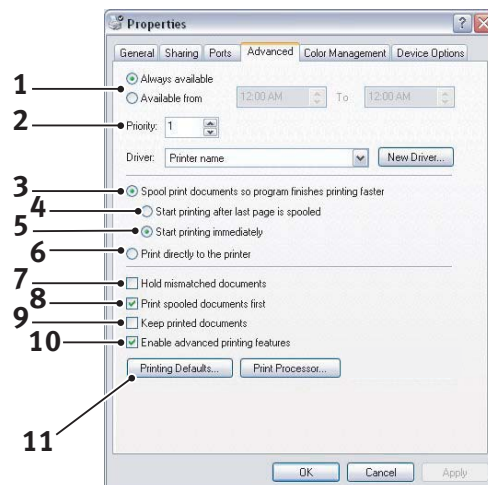 Properties
General Sharing Ports Advanced Color Management Device Options
1
Always available
Available from 12:00 AM To 12:00 AM
2 Priority: 1
Driver: Printer name New Driver...
3 Spool print documents so program finishes printing faster
4 Start printing after last page is spooled
5 Start printing immediately
6 Print directly to the printer
7 Hold mismatched documents
8 Print spooled documents first
9 Keep printed documents
10 Enable advanced printing features
Printing Defaults... Print Processor...
11
OK Cancel Apply